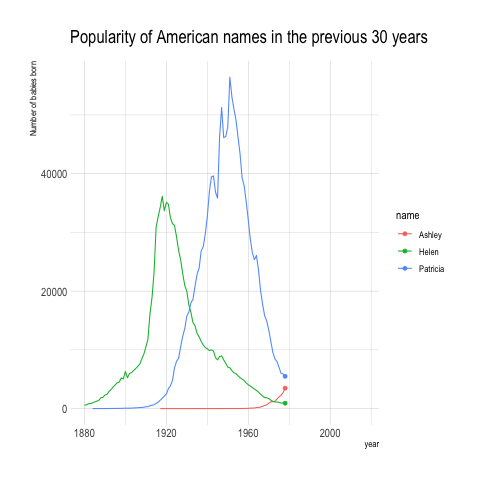 Popularity of American names in the previous 30 years
Number of babies born
40000
20000
0
1880
1920
1960
2000
year
name
Ashley
Helen
Patricia